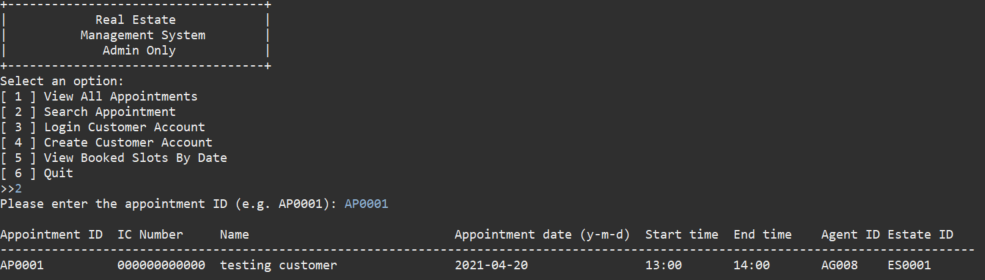 +-----------------------------------+
| Real Estate |
| Management System |
| Admin Only |
+-----------------------------------+
Select an option:
[ 1 ] View All Appointments
[ 2 ] Search Appointment
[ 3 ] Login Customer Account
[ 4 ] Create Customer Account
[ 5 ] View Booked Slots By Date
[ 6 ] Quit
>>2
Please enter the appointment ID (e.g. AP0001): AP0001
Appointment ID IC Number Name Appointment date (y-m-d) Start time End time Agent ID Estate ID
-------------------------------------------------------------------------------------------------------------------------------------
AP0001 000000000000 testing customer 2021-04-20 13:00 14:00 AG008 ES0001